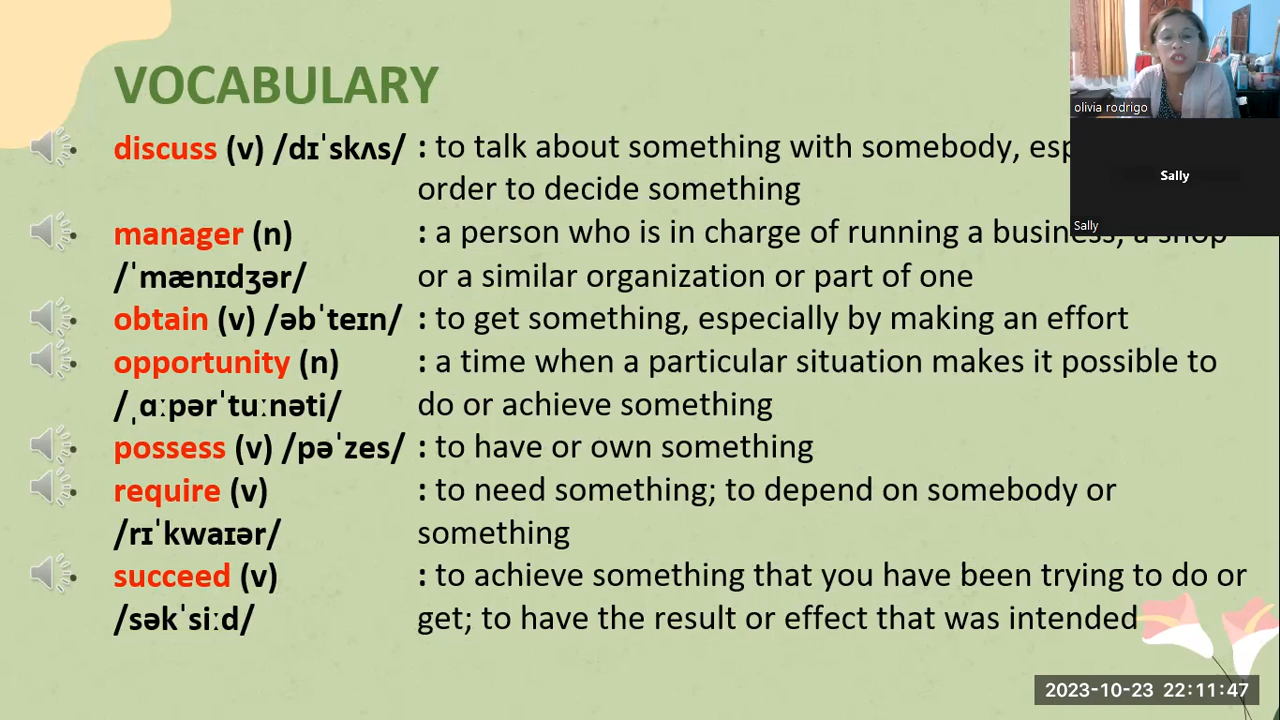 VOCABULARY
discuss (v) /dɪˈskʌs/ : to talk about something with somebody,
order to decide something
manager (n) : a person who is in charge of running a business, a shop
/ˈmænɪdʒər/ or a similar organization or part of one
obtain (v) /əbˈteɪn/ : to get something, especially by making an effort
opportunity (n) : a time when a particular situation makes it possible to
/ˌɑːpərˈtuːnəti/ do or achieve something
possess (v) /pəˈzes/ : to have or own something
require (v) : to need something; to depend on somebody or
/rɪˈkwaɪər/ something
succeed (v) : to achieve something that you have been trying to do or
/səkˈsiːd/ get; to have the result or effect that was intended
olivia rodrigo
Sally
Sally
2023-10-23 22:11:47